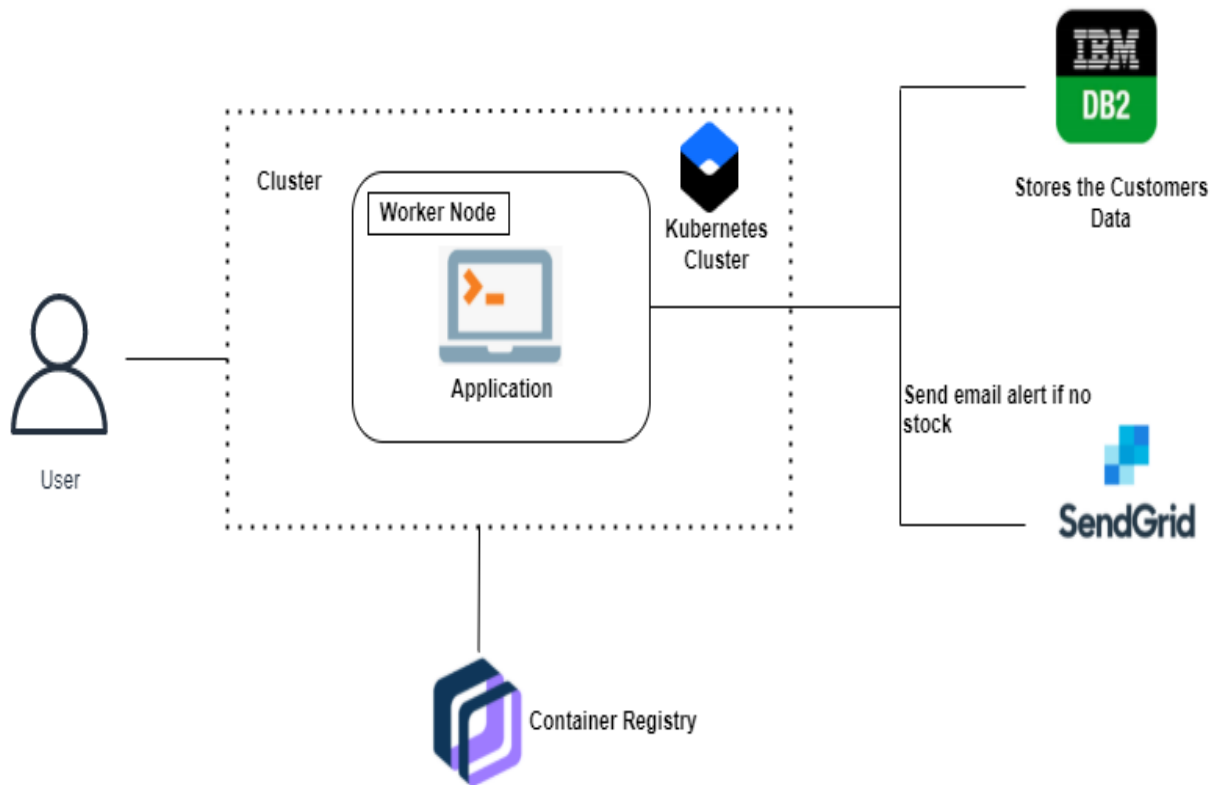 IBM
DB2
Stores the Customers
Data
Cluster
Worker Node
Kubernetes
Cluster
Application
User
Send email alert if no
stock
SendGrid
Container Registry